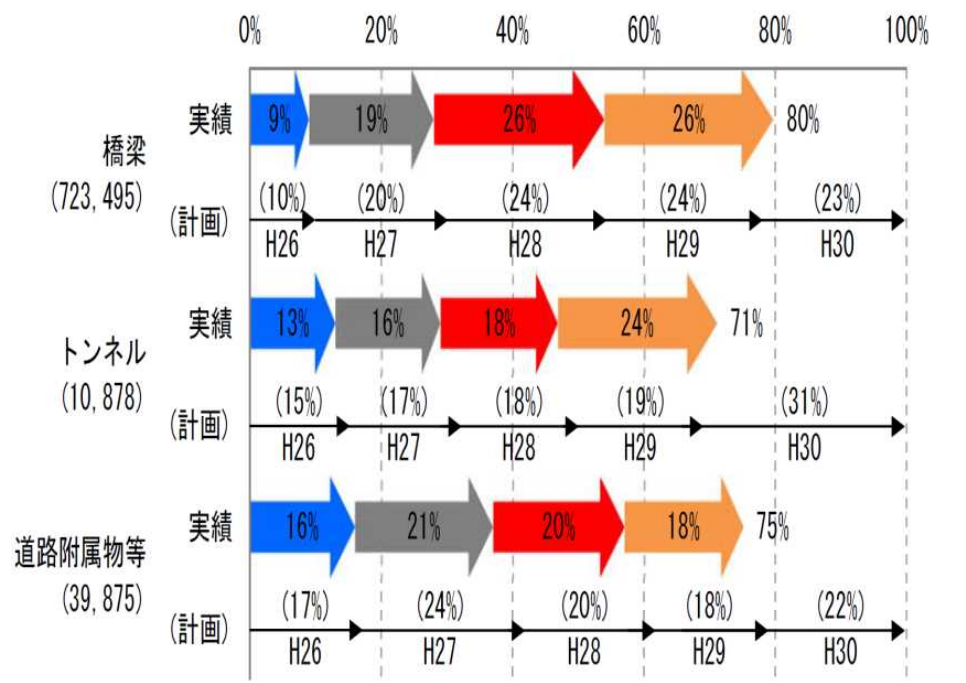 0% 20% 40% 60% 80% 100%
実績 9% 19% 26% 26% 80%
橋梁
(723,495)
(計画) (10%) (20%) (24%) (24%) (23%)
H26 H27 H28 H29 H30
実績 13% 16% 18% 24% 71%
トンネル
(10,878)
(計画) (15%) (17%) (18%) (19%) (31%)
H26 H27 H28 H29 H30
実績 16% 21% 20% 18% 75%
道路附属物等
(39,875)
(計画) (17%) (24%) (20%) (18%) (22%)
H26 H27 H28 H29 H30